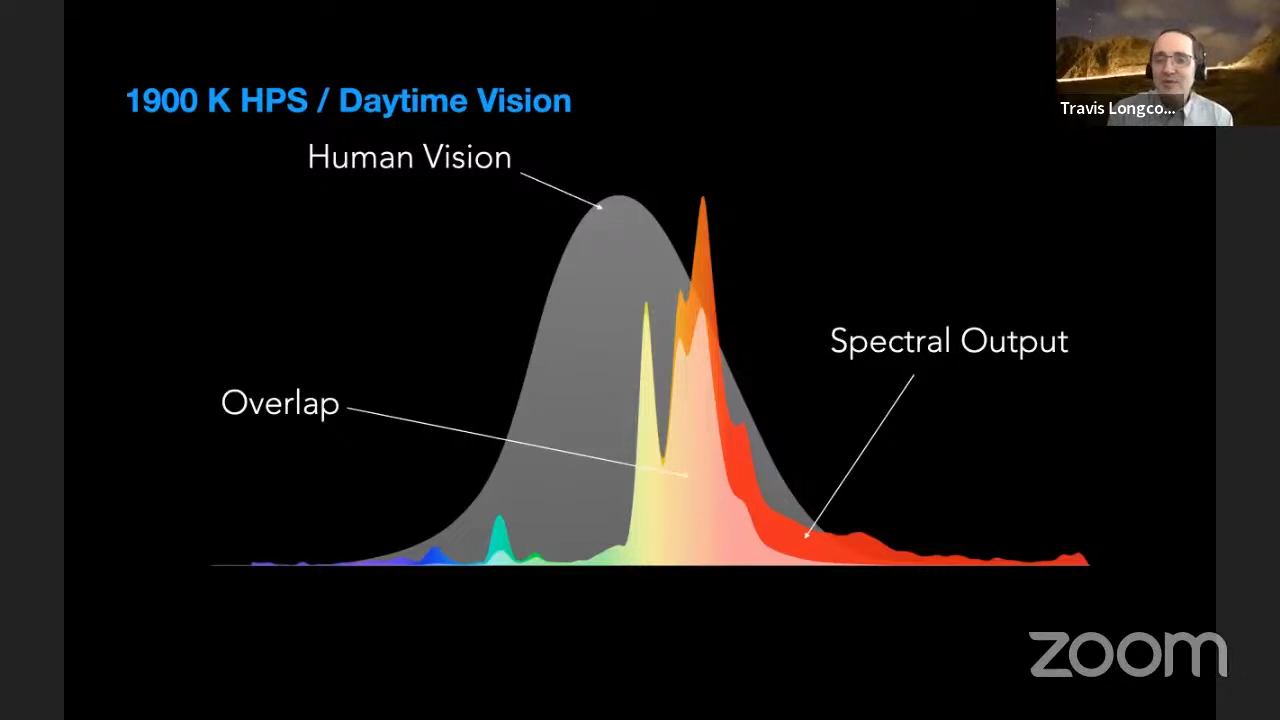 1900 K HPS / Daytime Vision
Travis Longco...
Human Vision
Spectral Output
Overlap
zoom